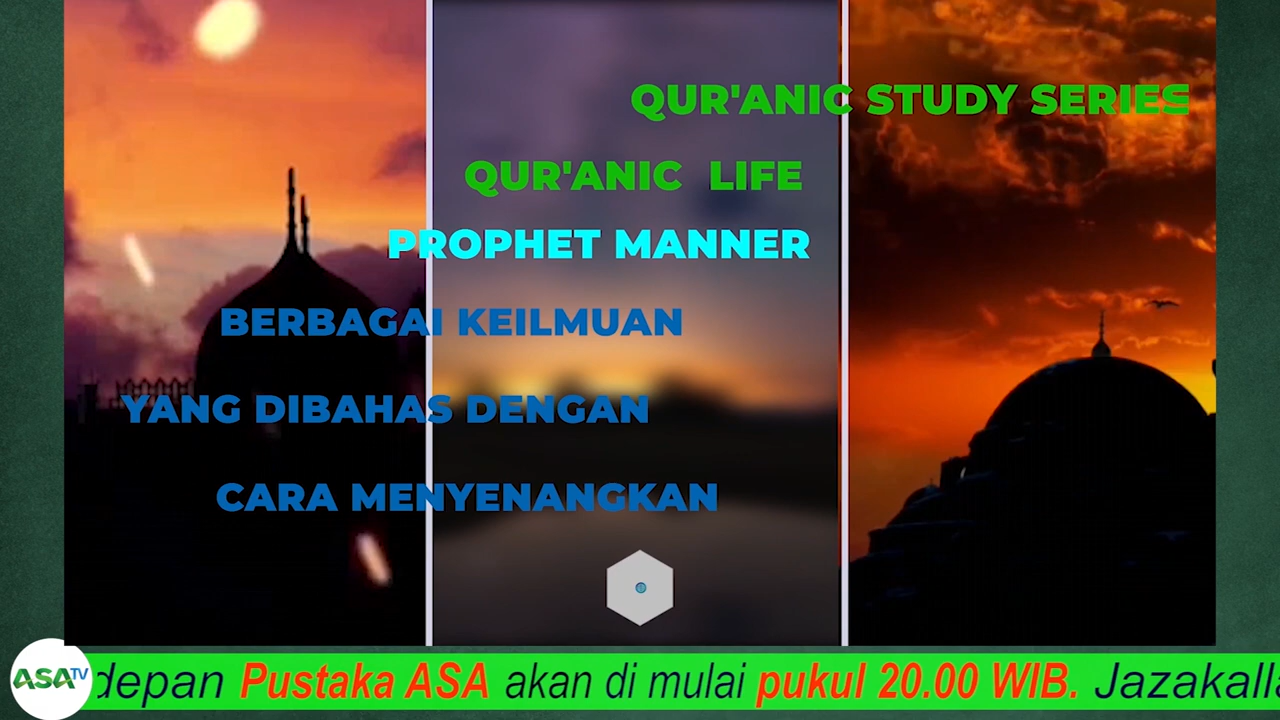 QUR'ANIC STUDY SERIES
QUR'ANIC LIFE
PROPHET MANNER
BERBAGAI KEILMUAN
YANG DIBAHAS DENGAN
CARA MENYENANGKAN
ASATV
depan Pustaka ASA akan di mulai pukul 20.00 WIB. Jazakalla